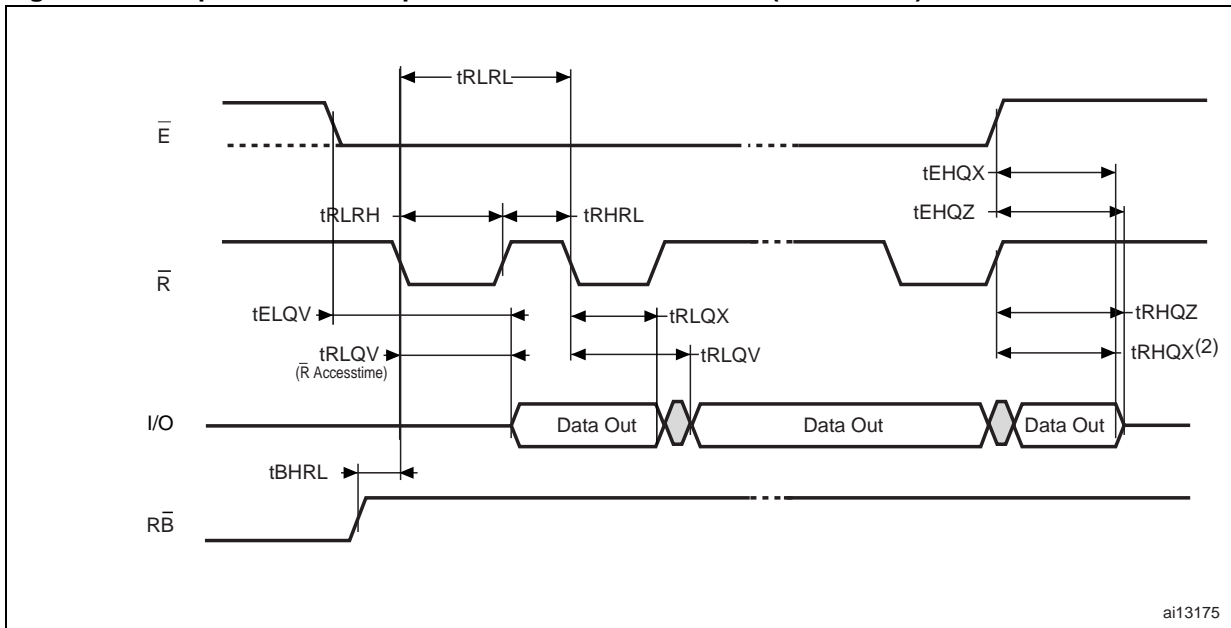 tRLRL
E̅
tEHQX
tRLRH
tRHRL
tEHQZ
R̅
tELQV
tRLQX
tRHQZ
tRLQV
(R̅ Accesstime)
tRLQV
tRHQX(2)
I/O
Data Out
Data Out
Data Out
tBHRL
RB̅
ai13175